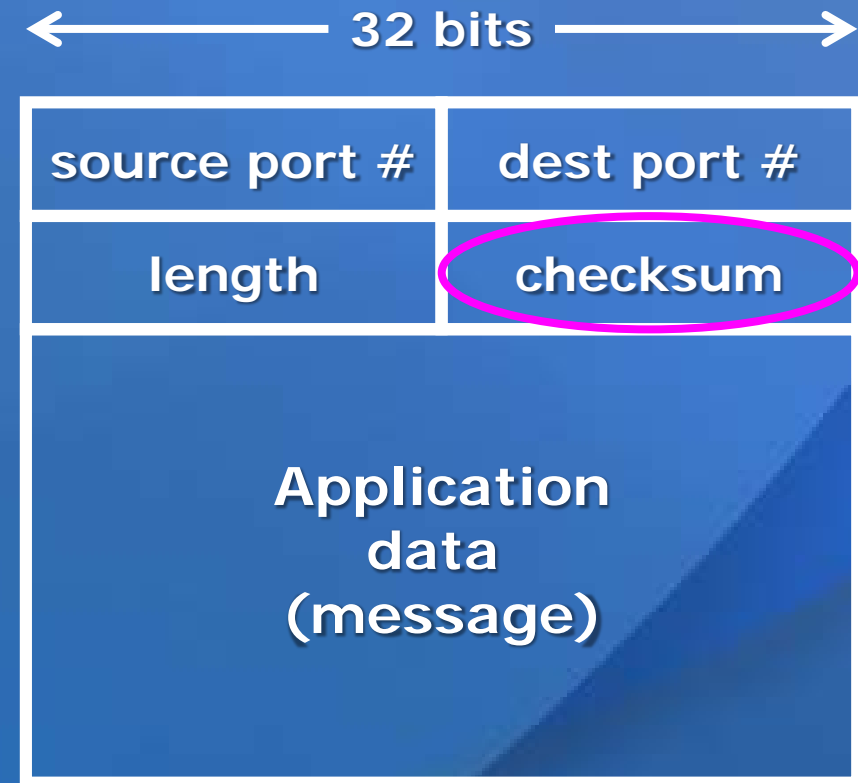 32 bits
source port # dest port #
length checksum
Application
data
(message)